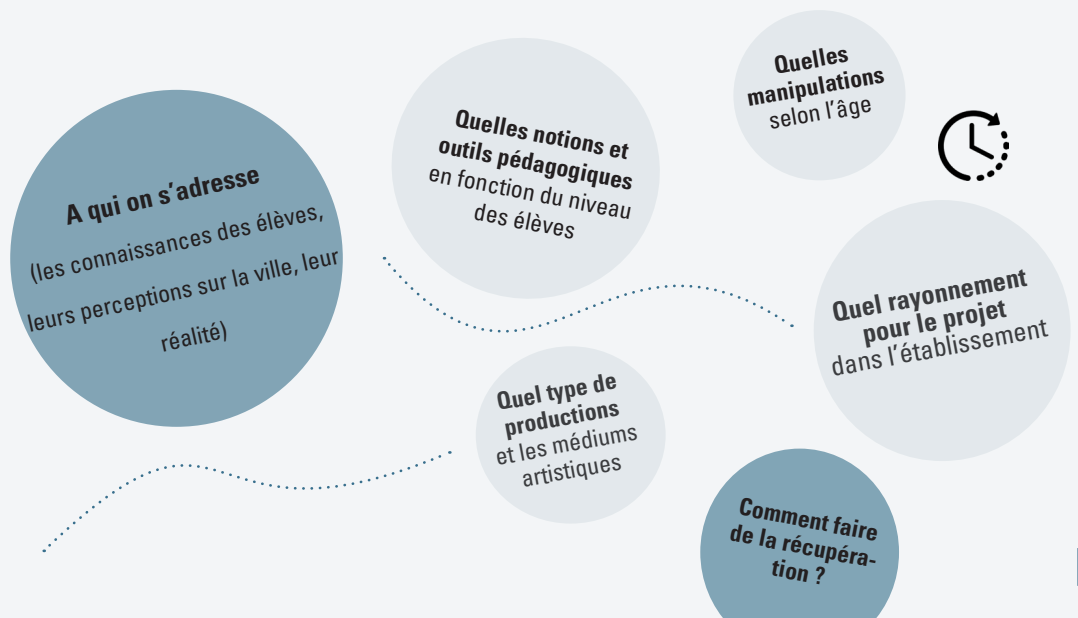 A qui on s'adresse
(les connaissances des élèves,
leurs perceptions sur la ville, leur
réalité)
Quelles notions et
outils pédagogiques
en fonction du niveau
des élèves
Quelles
manipulations
selon l'âge
Quel rayonnement
pour le projet
dans l'établissement
Quel type de
productions
et les médiums
artistiques
Comment faire
de la récupéra-
tion ?